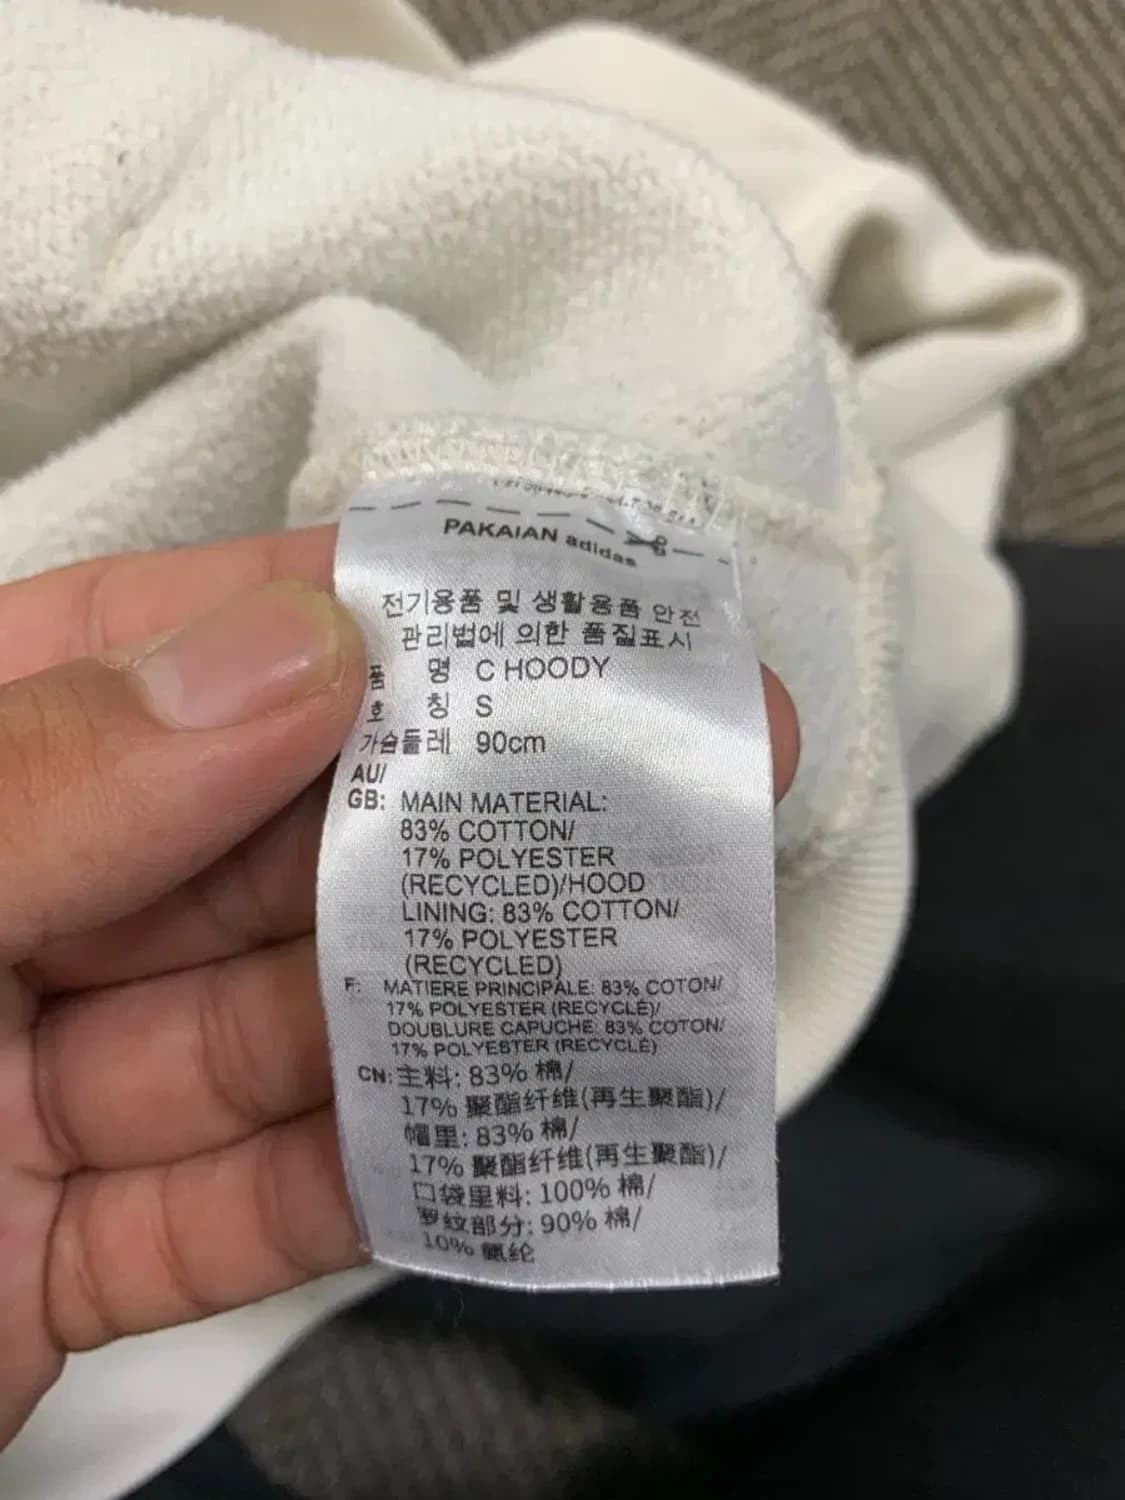 PAKAIAN adidas
전기용품 및 생활용품 안전
관리법에 의한 품질표시
품 명 C HOODY
호 칭 S
가슴둘레 90cm
AU/
GB: MAIN MATERIAL:
83% COTTON/
17% POLYESTER
(RECYCLED)/HOOD
LINING: 83% COTTON/
17% POLYESTER
(RECYCLED)
F: MATIERE PRINCIPALE: 83% COTON/
17% POLYESTER (RECYCLÉ)/
DOUBLURE CAPUCHE: 83% COTON/
17% POLYESTER (RECYCLÉ)
CN: 主料: 83% 棉/
17% 聚酯纤维(再生聚酯)/
帽里: 83% 棉/
17% 聚酯纤维(再生聚酯)/
口袋里料: 100% 棉/
罗纹部分: 90% 棉/
10% 氨纶